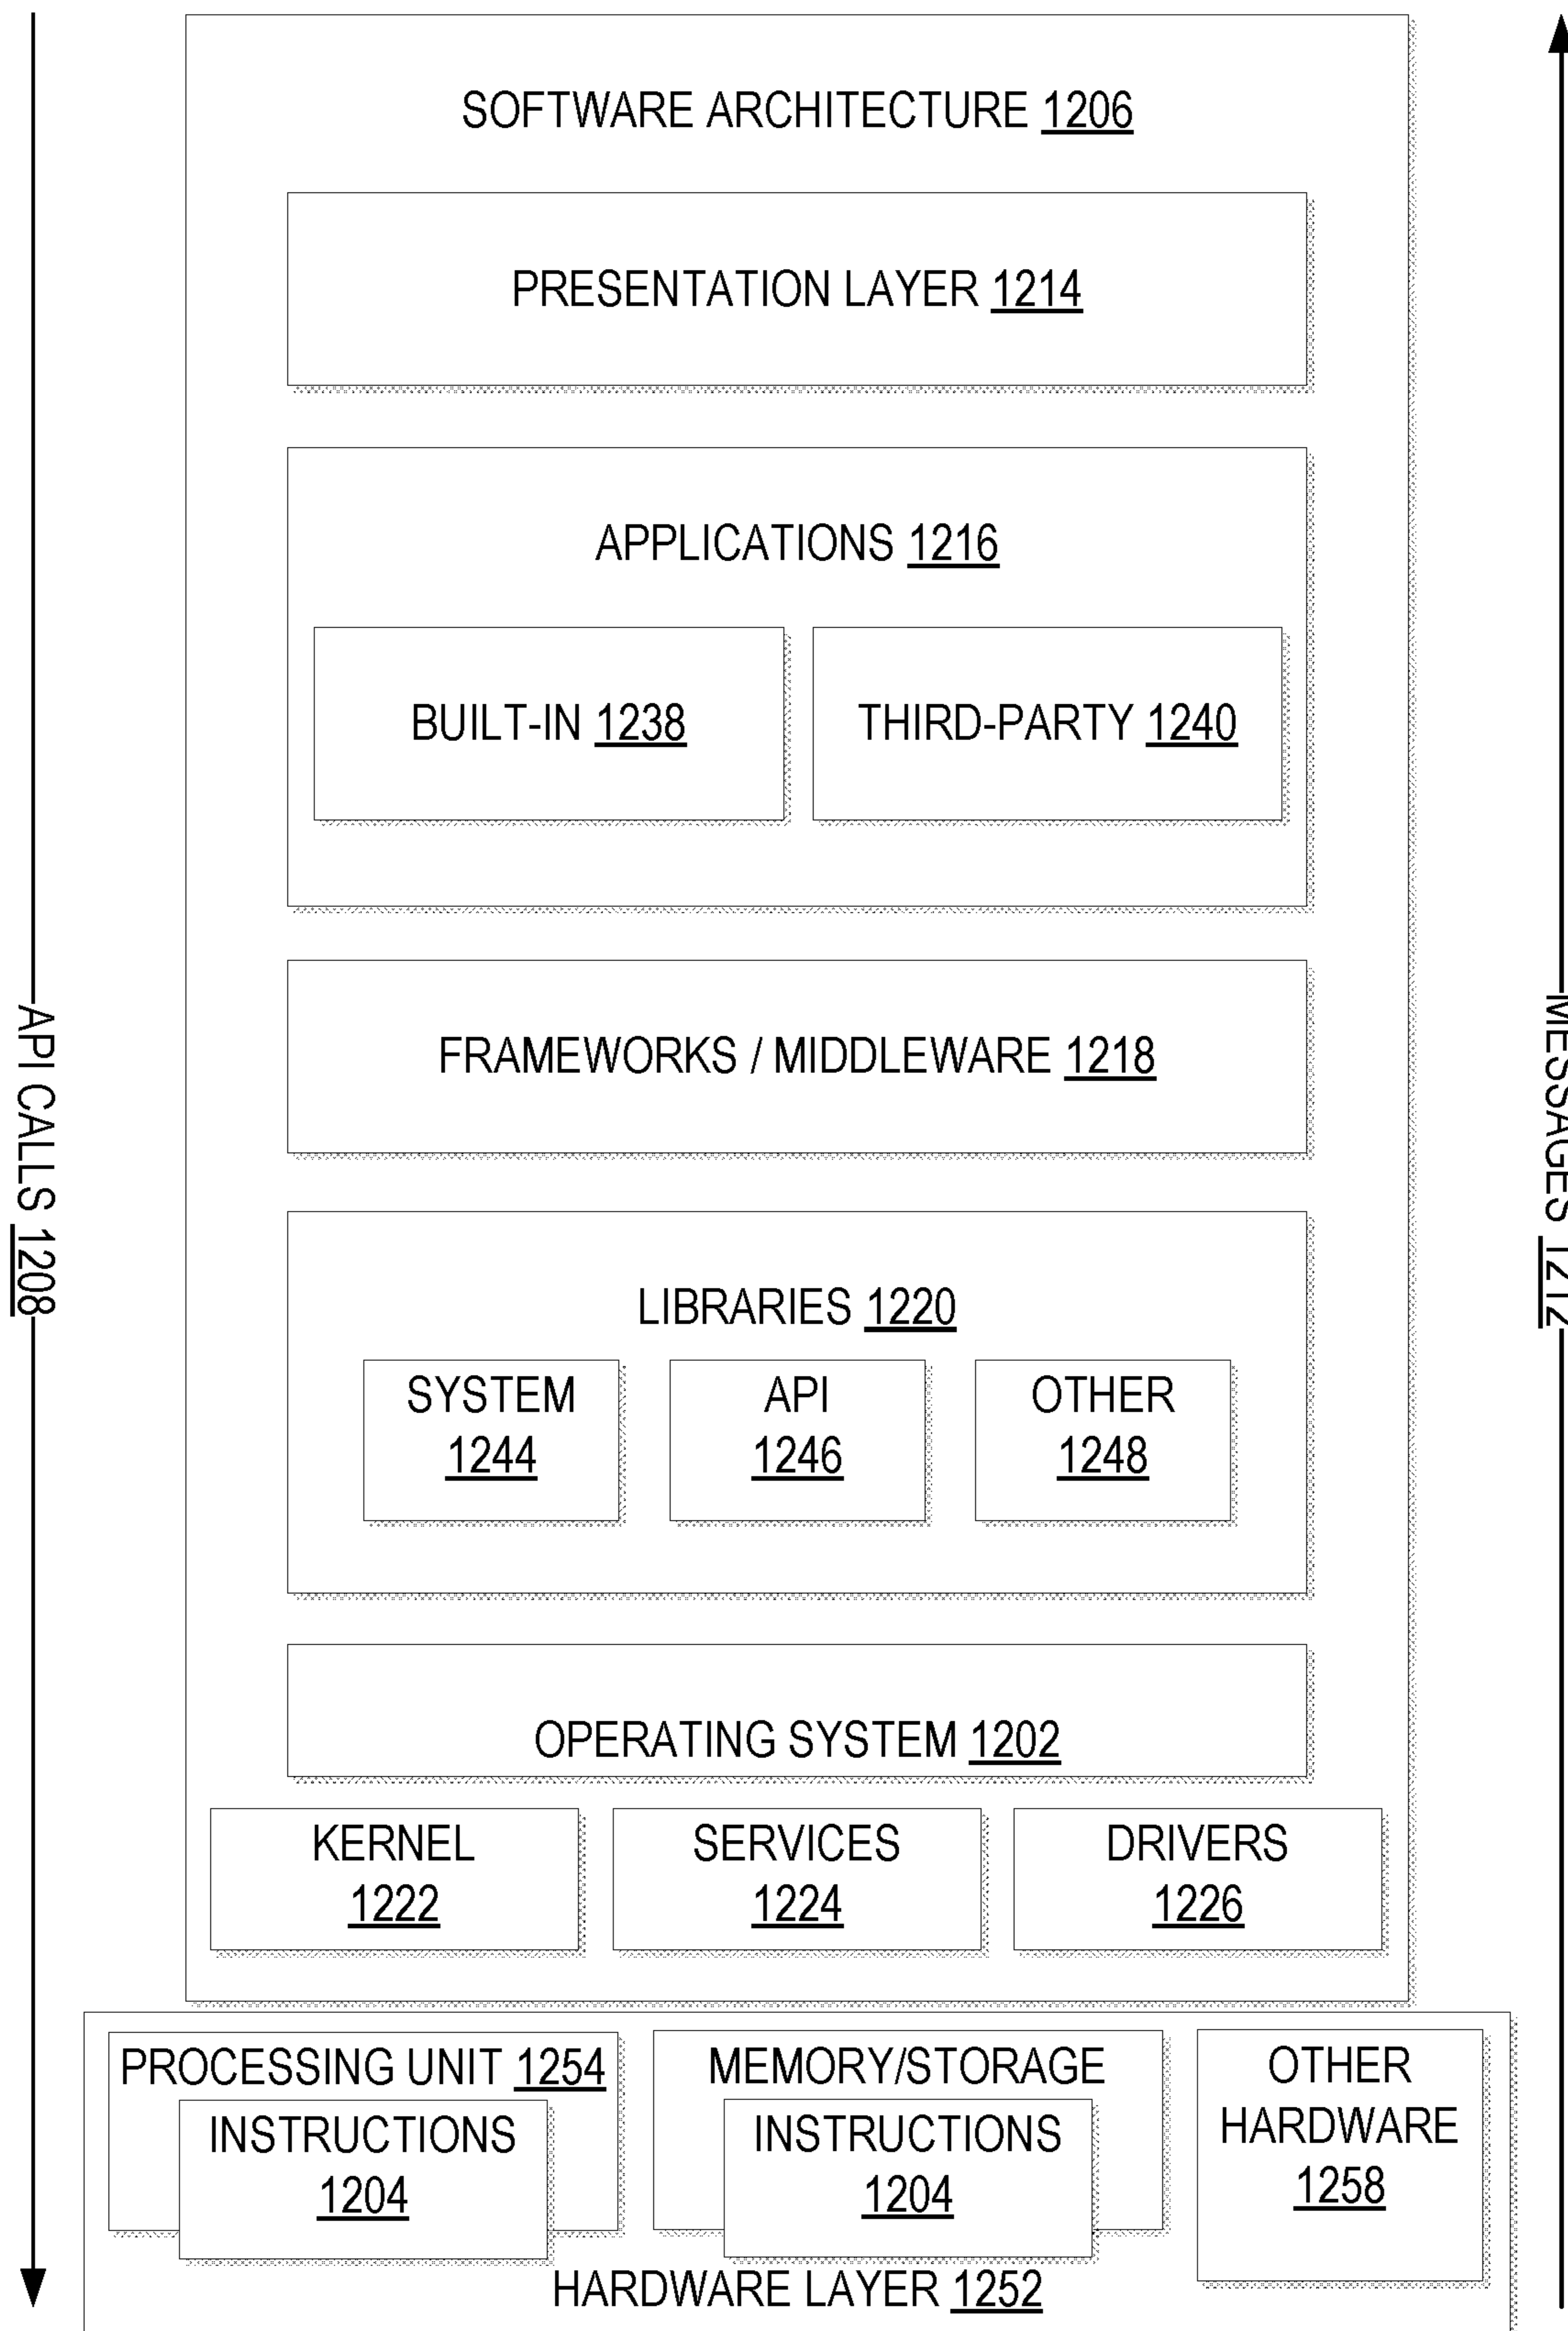 SOFTWARE ARCHITECTURE 1206
PRESENTATION LAYER 1214
APPLICATIONS 1216
BUILT-IN 1238
THIRD-PARTY 1240
FRAMEWORKS / MIDDLEWARE 1218
LIBRARIES 1220
SYSTEM
1244
API
1246
OTHER
1248
OPERATING SYSTEM 1202
KERNEL
1222
SERVICES
1224
DRIVERS
1226
PROCESSING UNIT 1254
INSTRUCTIONS
1204
MEMORY/STORAGE
INSTRUCTIONS
1204
OTHER
HARDWARE
1258
HARDWARE LAYER 1252
API CALLS 1208
MESSAGES 1212